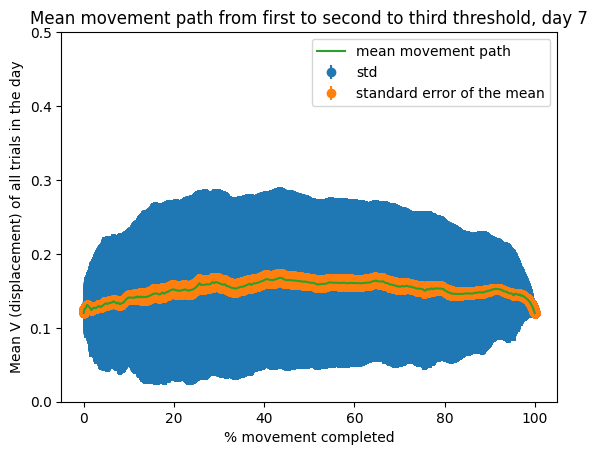 Mean movement path from first to second to third threshold, day 7
mean movement path
std
standard error of the mean
Mean V (displacement) of all trials in the day
0.5
0.4
0.3
0.2
0.1
0.0
0 20 40 60 80 100
% movement completed